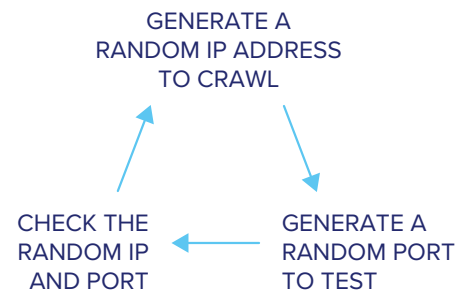 GENERATE A
RANDOM IP ADDRESS
TO CRAWL
GENERATE A
RANDOM PORT
TO TEST
CHECK THE
RANDOM IP
AND PORT